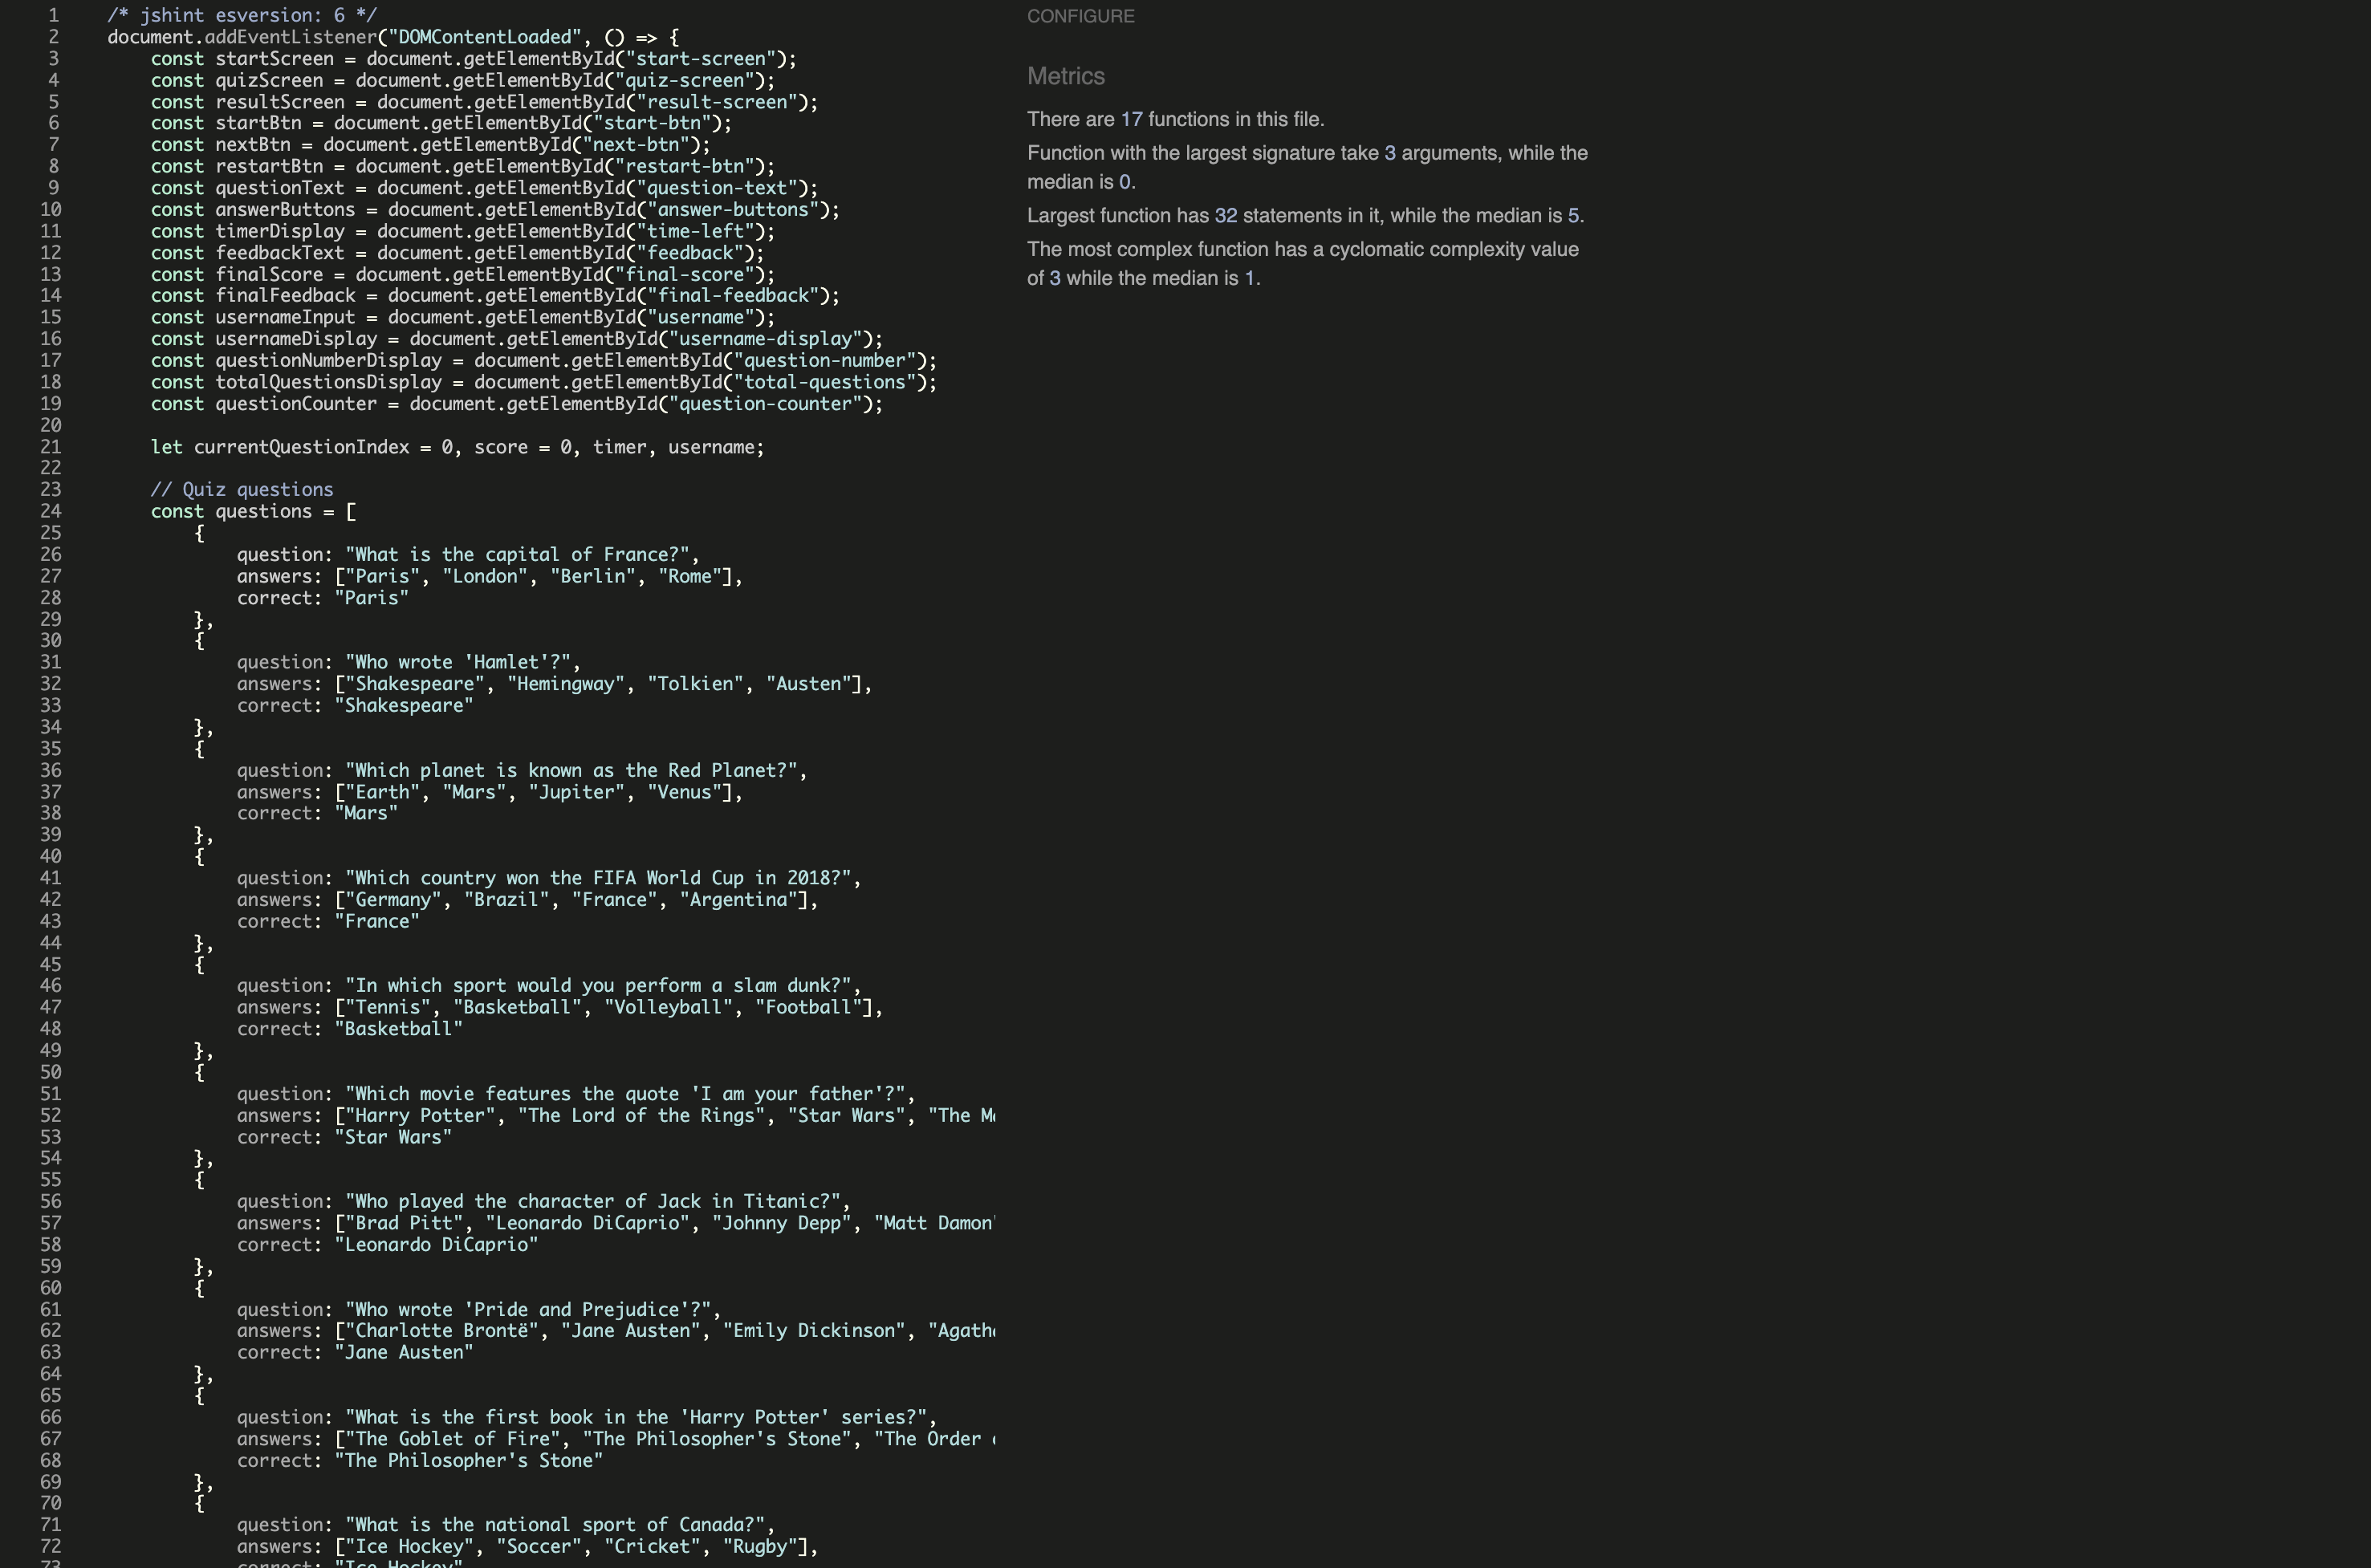 1 /* jshint esversion: 6 */
2 document.addEventListener("DOMContentLoaded", () => {
3 const startScreen = document.getElementById("start-screen");
4 const quizScreen = document.getElementById("quiz-screen");
5 const resultScreen = document.getElementById("result-screen");
6 const startBtn = document.getElementById("start-btn");
7 const nextBtn = document.getElementById("next-btn");
8 const restartBtn = document.getElementById("restart-btn");
9 const questionText = document.getElementById("question-text");
10 const answerButtons = document.getElementById("answer-buttons");
11 const timerDisplay = document.getElementById("time-left");
12 const feedbackText = document.getElementById("feedback");
13 const finalScore = document.getElementById("final-score");
14 const finalFeedback = document.getElementById("final-feedback");
15 const usernameInput = document.getElementById("username");
16 const usernameDisplay = document.getElementById("username-display");
17 const questionNumberDisplay = document.getElementById("question-number");
18 const totalQuestionsDisplay = document.getElementById("total-questions");
19 const questionCounter = document.getElementById("question-counter");
20
21 let currentQuestionIndex = 0, score = 0, timer, username;
22
23 // Quiz questions
24 const questions = [
25 {
26 question: "What is the capital of France?",
27 answers: ["Paris", "London", "Berlin", "Rome"],
28 correct: "Paris"
29 },
30 {
31 question: "Who wrote 'Hamlet'?",
32 answers: ["Shakespeare", "Hemingway", "Tolkien", "Austen"],
33 correct: "Shakespeare"
34 },
35 {
36 question: "Which planet is known as the Red Planet?",
37 answers: ["Earth", "Mars", "Jupiter", "Venus"],
38 correct: "Mars"
39 },
40 {
41 question: "Which country won the FIFA World Cup in 2018?",
42 answers: ["Germany", "Brazil", "France", "Argentina"],
43 correct: "France"
44 },
45 {
46 question: "In which sport would you perform a slam dunk?",
47 answers: ["Tennis", "Basketball", "Volleyball", "Football"],
48 correct: "Basketball"
49 },
50 {
51 question: "Which movie features the quote 'I am your father'?",
52 answers: ["Harry Potter", "The Lord of the Rings", "Star Wars", "The
53 correct: "Star Wars"
54 },
55 {
56 question: "Who played the character of Jack in Titanic?",
57 answers: ["Brad Pitt", "Leonardo DiCaprio", "Johnny Depp", "Matt Damon"
58 correct: "Leonardo DiCaprio"
59 },
60 {
61 question: "Who wrote 'Pride and Prejudice'?",
62 answers: ["Charlotte Brontë", "Jane Austen", "Emily Dickinson", "
63 correct: "Jane Austen"
64 },
65 {
66 question: "What is the first book in the 'Harry Potter' series?",
67 answers: ["The Goblet of Fire", "The Philosopher's Stone", "The Order
68 correct: "The Philosopher's Stone"
69 },
70 {
71 question: "What is the national sport of Canada?",
72 answers: ["Ice Hockey", "Soccer", "Cricket", "Rugby"],
73 correct: "Ice Hockey"
CONFIGURE
Metrics
There are 17 functions in this file.
Function with the largest signature take 3 arguments, while the
median is 0.
Largest function has 32 statements in it, while the median is 5.
The most complex function has a cyclomatic complexity value
of 3 while the median is 1.